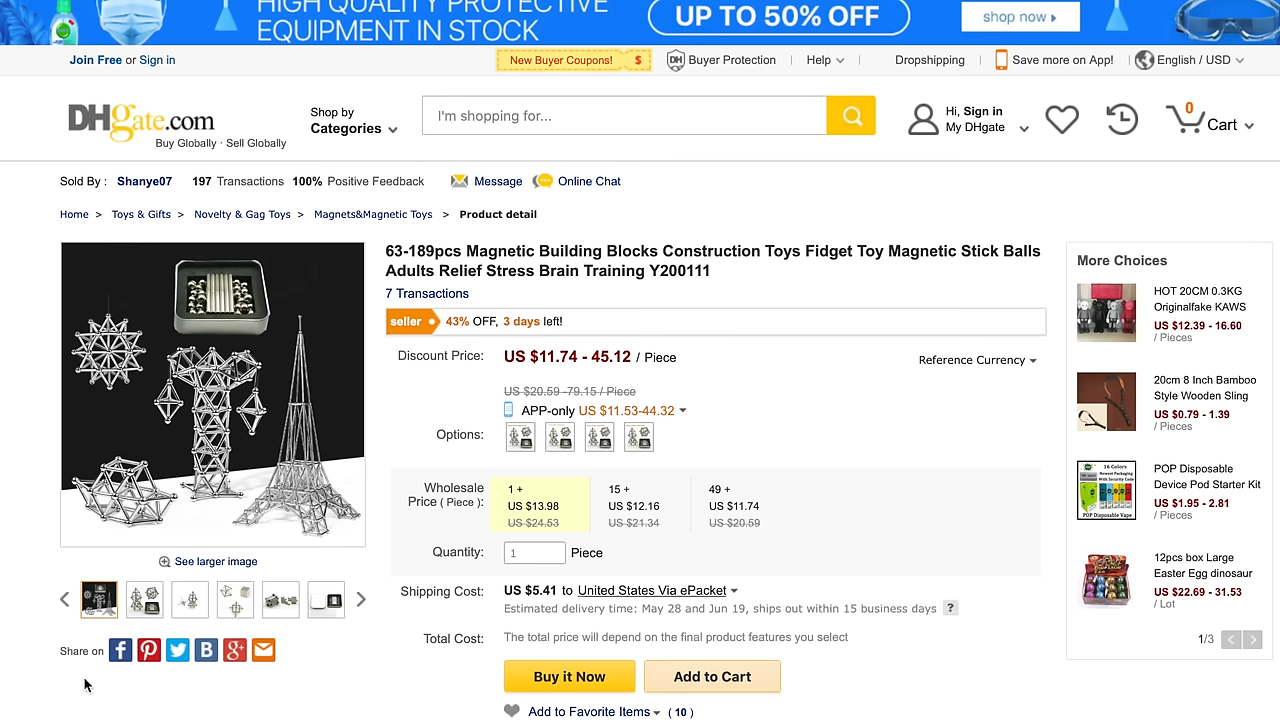 HIGH QUALITY PROTECTIVE
EQUIPMENT IN STOCK
UP TO 50% OFF
shop now
Join Free or Sign in
New Buyer Coupons! $
DH Buyer Protection
Help
Dropshipping
Save more on App!
English / USD
DHgate.com
Buy Globally · Sell Globally
Shop by
Categories
I'm shopping for...
Hi, Sign in
My DHgate
0
Cart
Sold By : Shanye07 197 Transactions 100% Positive Feedback Message Online Chat
Home > Toys & Gifts > Novelty & Gag Toys > Magnets&Magnetic Toys > Product detail
63-189pcs Magnetic Building Blocks Construction Toys Fidget Toy Magnetic Stick Balls
Adults Relief Stress Brain Training Y200111
7 Transactions
seller 43% OFF, 3 days left!
Discount Price: US $11.74 - 45.12 / Piece
Reference Currency
US $20.59 -79.15 / Piece
APP-only US $11.53-44.32
Options:
Wholesale
Price ( Piece ):
1 +
US $13.98
US $24.53
15 +
US $12.16
US $21.34
49 +
US $11.74
US $20.59
Quantity: 1 Piece
Shipping Cost: US $5.41 to United States Via ePacket
Estimated delivery time: May 28 and Jun 19, ships out within 15 business days ?
Total Cost: The total price will depend on the final product features you select
Buy it Now
Add to Cart
Add to Favorite Items ( 10 )
See larger image
Share on
More Choices
HOT 20CM 0.3KG
Originalfake KAWS
US $12.39 - 16.60
/ Pieces
20cm 8 Inch Bamboo
Style Wooden Sling
US $0.79 - 1.39
/ Pieces
16 Colors
POP Disposable Vape
POP Disposable
Device Pod Starter Kit
US $1.95 - 2.81
/ Pieces
12pcs box Large
Easter Egg dinosaur
US $22.69 - 31.53
/ Lot
1/3